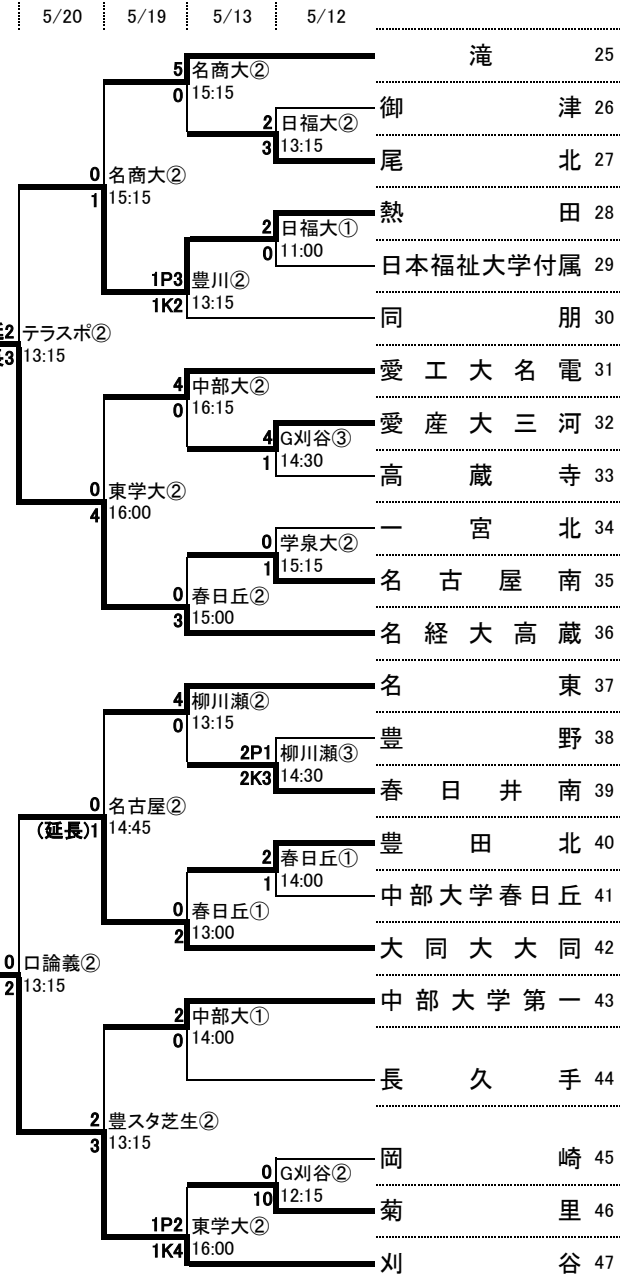 5/20 5/19 5/13 5/12
滝 25
5 名商大②
0 15:15
御津 26
2 日福大②
3 13:15
尾北 27
0 名商大②
1 15:15
熱田 28
2 日福大①
0 11:00
日本福祉大学付属 29
1P3 豊川②
1K2 13:15
同朋 30
2 テラスポ②
3 13:15
愛工大名電 31
4 中部大②
0 16:15
愛産大三河 32
4 G刈谷③
1 14:30
高蔵寺 33
0 東学大②
4 16:00
一宮北 34
0 学泉大②
1 15:15
名古屋南 35
0 春日丘②
3 15:00
名経大高蔵 36
名東 37
4 柳川瀬②
0 13:15
豊野 38
2P1 柳川瀬③
2K3 14:30
春日井南 39
0 名古屋②
(延長)1 14:45
豊田北 40
2 春日丘①
1 14:00
中部大学春日丘 41
0 春日丘①
2 13:00
大同大大同 42
0 口論義②
2 13:15
中部大学第一 43
2 中部大①
0 14:00
長久手 44
2 豊スタ芝生②
3 13:15
岡崎 45
0 G刈谷②
10 12:15
菊里 46
1P2 東学大②
1K4 16:00
刈谷 47